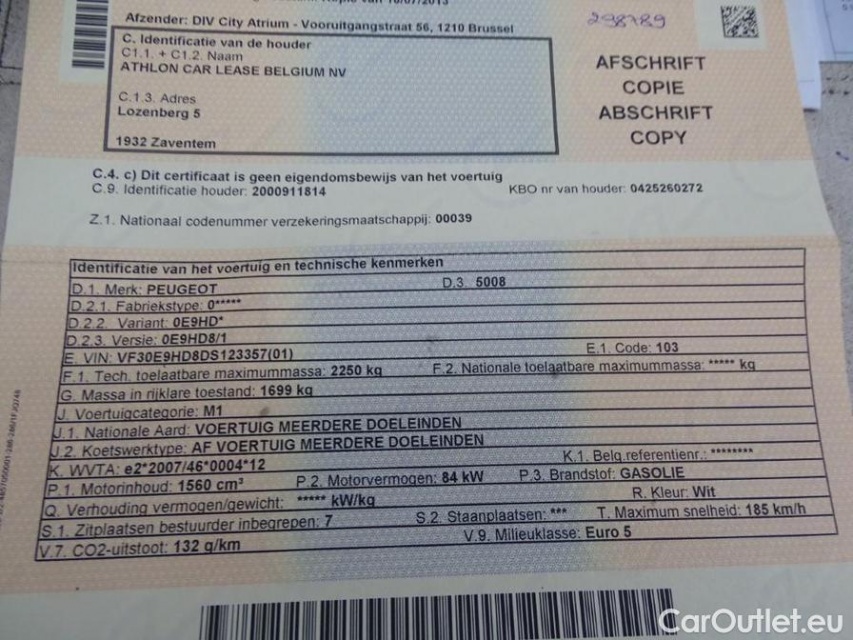 Afzender: DIV City Atrium - Vooruitgangstraat 56, 1210 Brussel
298789
C. Identificatie van de houder
C1.1. + C1.2. Naam
ATHLON CAR LEASE BELGIUM NV
C.1.3. Adres
Lozenberg 5
1932 Zaventem
AFSCHRIFT
COPIE
ABSCHRIFT
COPY
C.4. c) Dit certificaat is geen eigendomsbewijs van het voertuig
C.9. Identificatie houder: 2000911814 KBO nr van houder: 0425260272
Z.1. Nationaal codenummer verzekeringsmaatschappij: 00039
Identificatie van het voertuig en technische kenmerken
D.1. Merk: PEUGEOT D.3. 5008
D.2.1. Fabriekstype: 0*****
D.2.2. Variant: 0E9HD*
D.2.3. Versie: 0E9HD8/1
E. VIN: VF30E9HD8DS123357(01) E.1. Code: 103
F.1. Tech. toelaatbare maximummassa: 2250 kg F.2. Nationale toelaatbare maximummassa: ***** kg
G. Massa in rijklare toestand: 1699 kg
J. Voertuigcategorie: M1
J.1. Nationale Aard: VOERTUIG MEERDERE DOELEINDEN
J.2. Koetswerktype: AF VOERTUIG MEERDERE DOELEINDEN
K. WVTA: e2*2007/46*0004*12 K.1. Belg.referentienr.: ********
P.1. Motorinhoud: 1560 cm³ P.2. Motorvermogen: 84 kW P.3. Brandstof: GASOLIE
Q. Verhouding vermogen/gewicht: ***** kW/kg R. Kleur: Wit
S.1. Zitplaatsen bestuurder inbegrepen: 7 S.2. Staanplaatsen: *** T. Maximum snelheid: 185 km/h
V.7. CO2-uitstoot: 132 g/km V.9. Milieuklasse: Euro 5
CarOutlet.eu